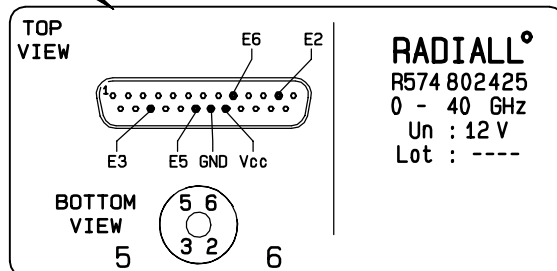 TOP
VIEW
E6 E2
1
E3 E5 GND Vcc
BOTTOM
VIEW
5 6
3 2
5 6
RADIALL°
R574 802425
0 - 40 GHz
Un : 12 V
Lot : ----